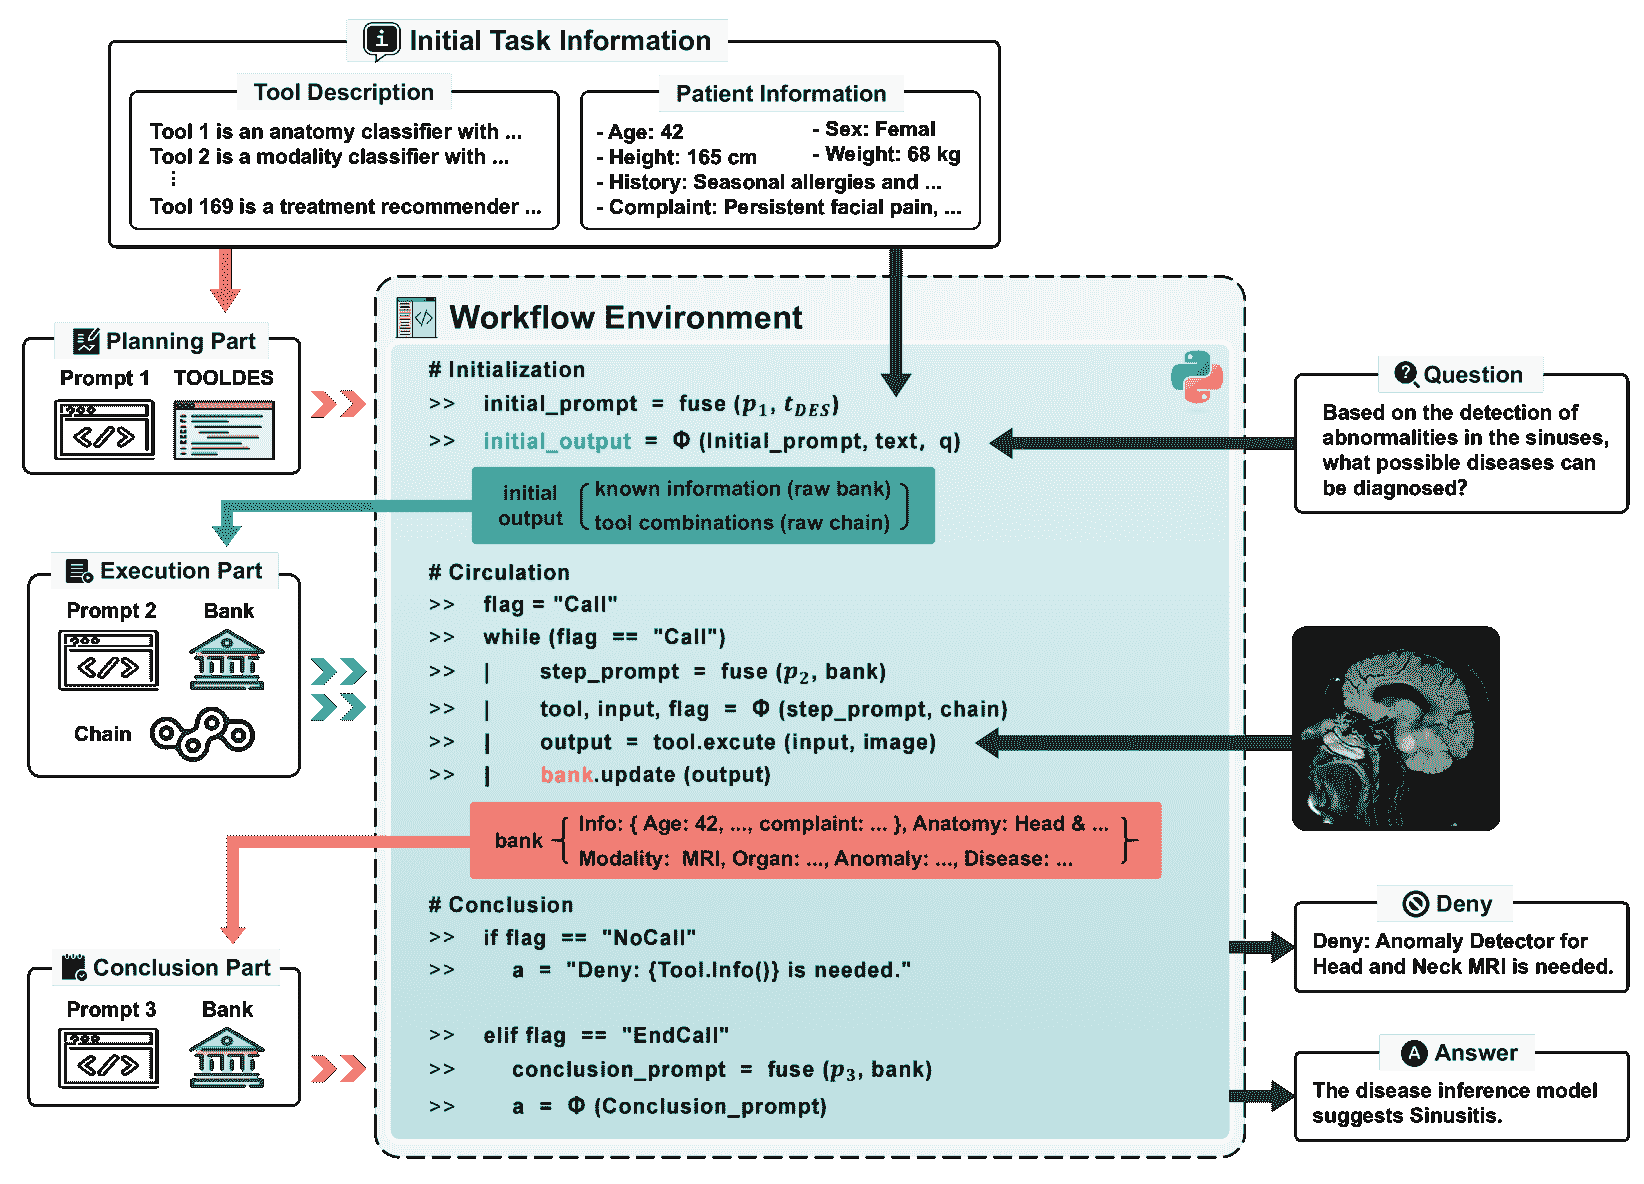 Initial Task Information
Tool Description
Tool 1 is an anatomy classifier with ...
Tool 2 is a modality classifier with ...
⋮
Tool 169 is a treatment recommender ...
Patient Information
- Age: 42
- Sex: Femal
- Height: 165 cm
- Weight: 68 kg
- History: Seasonal allergies and ...
- Complaint: Persistent facial pain, ...
Planning Part
Prompt 1
TOOLDES
Execution Part
Prompt 2
Bank
Chain
Conclusion Part
Prompt 3
Bank
Workflow Environment
# Initialization
>> initial_prompt = fuse (p₁, t_DES)
>> initial_output = Φ (Initial_prompt, text, q)
initial
output
known information (raw bank)
tool combinations (raw chain)
# Circulation
>> flag = "Call"
>> while (flag == "Call")
>> | step_prompt = fuse (p₂, bank)
>> | tool, input, flag = Φ (step_prompt, chain)
>> | output = tool.excute (input, image)
>> | bank.update (output)
bank
Info: { Age: 42, ..., complaint: ... }, Anatomy: Head & ...
Modality: MRI, Organ: ..., Anomaly: ..., Disease: ...
# Conclusion
>> if flag == "NoCall"
>> a = "Deny: {Tool.Info()} is needed."
>> elif flag == "EndCall"
>> conclusion_prompt = fuse (p₃, bank)
>> a = Φ (Conclusion_prompt)
Question
Based on the detection of
abnormalities in the sinuses,
what possible diseases can
be diagnosed?
Deny
Deny: Anomaly Detector for
Head and Neck MRI is needed.
Answer
The disease inference model
suggests Sinusitis.